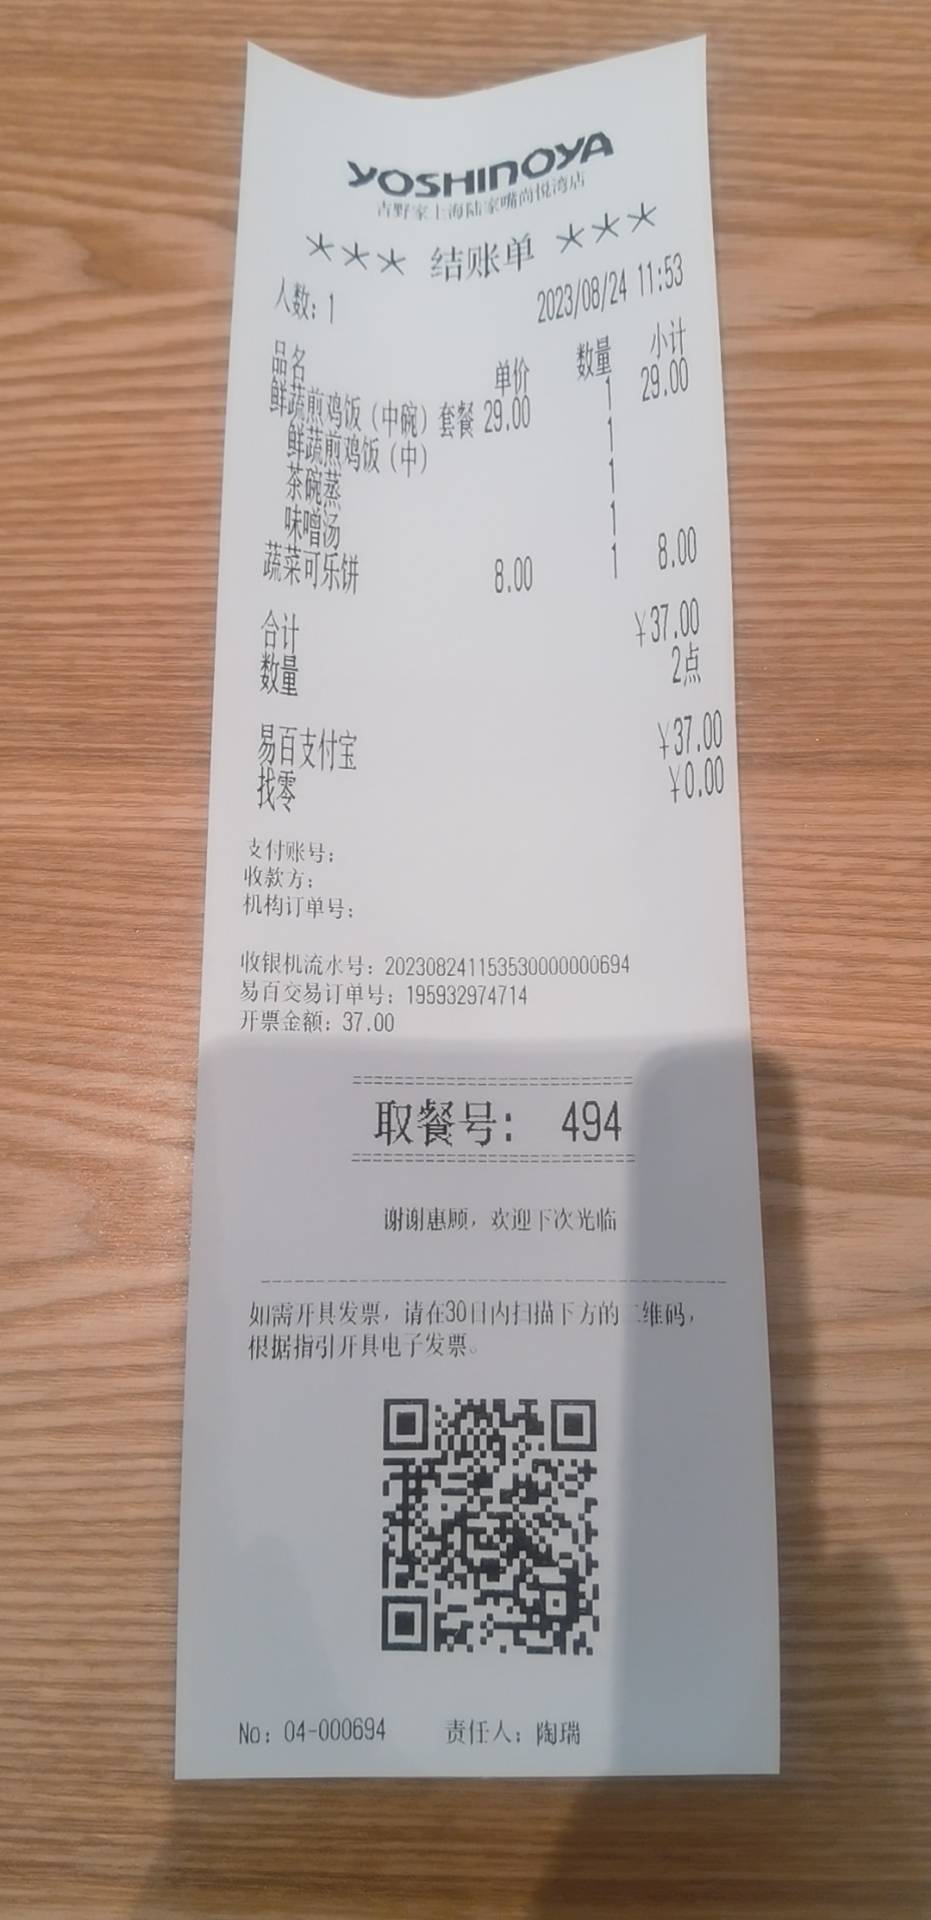 YOSHINOYA
吉野家上海陆家嘴尚悦湾店
*** 结账单 ***
人数：1 2023/08/24 11:53
品名 单价 数量 小计
鲜蔬煎鸡饭（中碗）套餐 29.00 1 29.00
鲜蔬煎鸡饭（中） 1
茶碗蒸 1
味噌汤 1
蔬菜可乐饼 8.00 1 8.00
合计 ￥37.00
数量 2点
易百支付宝 ￥37.00
找零 ￥0.00
支付账号：
收款方：
机构订单号：
收银机流水号：202308241153530000000694
易百交易订单号：195932974714
开票金额：37.00
取餐号： 494
谢谢惠顾，欢迎下次光临
如需开具发票，请在30日内扫描下方的二维码，
根据指引开具电子发票。
No：04-000694 责任人：陶瑞